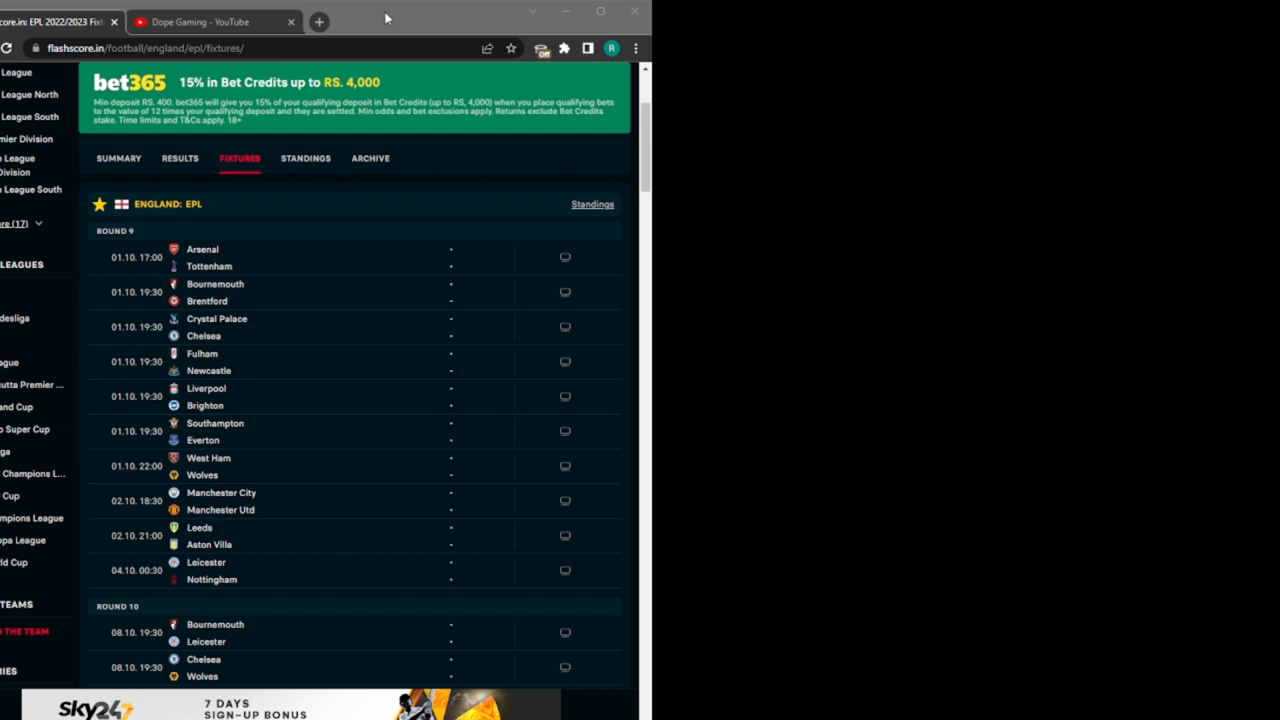 core.in: EPL 2022/2023 Fixt
Dope Gaming - YouTube
flashscore.in/football/england/epl/fixtures/
Off
R
League
League North
League South
mier Division
League
Division
League South
ore (17)
LEAGUES
desliga
ague
cutta Premier ...
and Cup
o Super Cup
ga
Champions L...
Cup
mpions League
opa League
rld Cup
TEAMS
D THE TEAM
RIES
bet365 15% in Bet Credits up to RS. 4,000
Min deposit RS. 400. bet365 will give you 15% of your qualifying deposit in Bet Credits (up to RS, 4,000) when you place qualifying bets
to the value of 12 times your qualifying deposit and they are settled. Min odds and bet exclusions apply. Returns exclude Bet Credits
stake. Time limits and T&Cs apply. 18+
SUMMARY RESULTS FIXTURES STANDINGS ARCHIVE
ENGLAND: EPL Standings
ROUND 9
01.10. 17:00 Arsenal -
Tottenham -
01.10. 19:30 Bournemouth -
Brentford -
01.10. 19:30 Crystal Palace -
Chelsea -
01.10. 19:30 Fulham -
Newcastle -
01.10. 19:30 Liverpool -
Brighton -
01.10. 19:30 Southampton -
Everton -
01.10. 22:00 West Ham -
Wolves -
02.10. 18:30 Manchester City -
Manchester Utd -
02.10. 21:00 Leeds -
Aston Villa -
04.10. 00:30 Leicester -
Nottingham -
ROUND 10
08.10. 19:30 Bournemouth -
Leicester -
08.10. 19:30 Chelsea -
Wolves -
sky247
7 DAYS
SIGN-UP BONUS